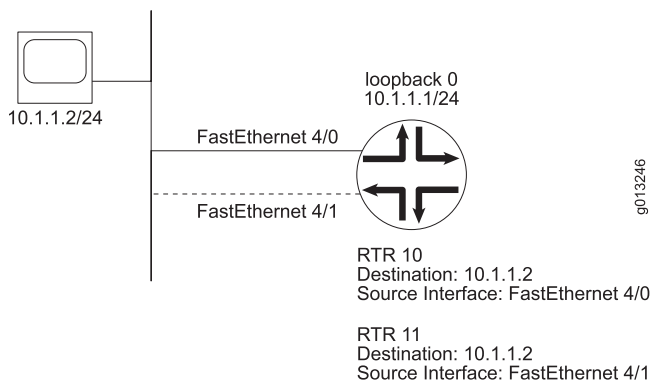 loopback 0
10.1.1.1/24
10.1.1.2/24
FastEthernet 4/0
FastEthernet 4/1
g013246
RTR 10
Destination: 10.1.1.2
Source Interface: FastEthernet 4/0
RTR 11
Destination: 10.1.1.2
Source Interface: FastEthernet 4/1